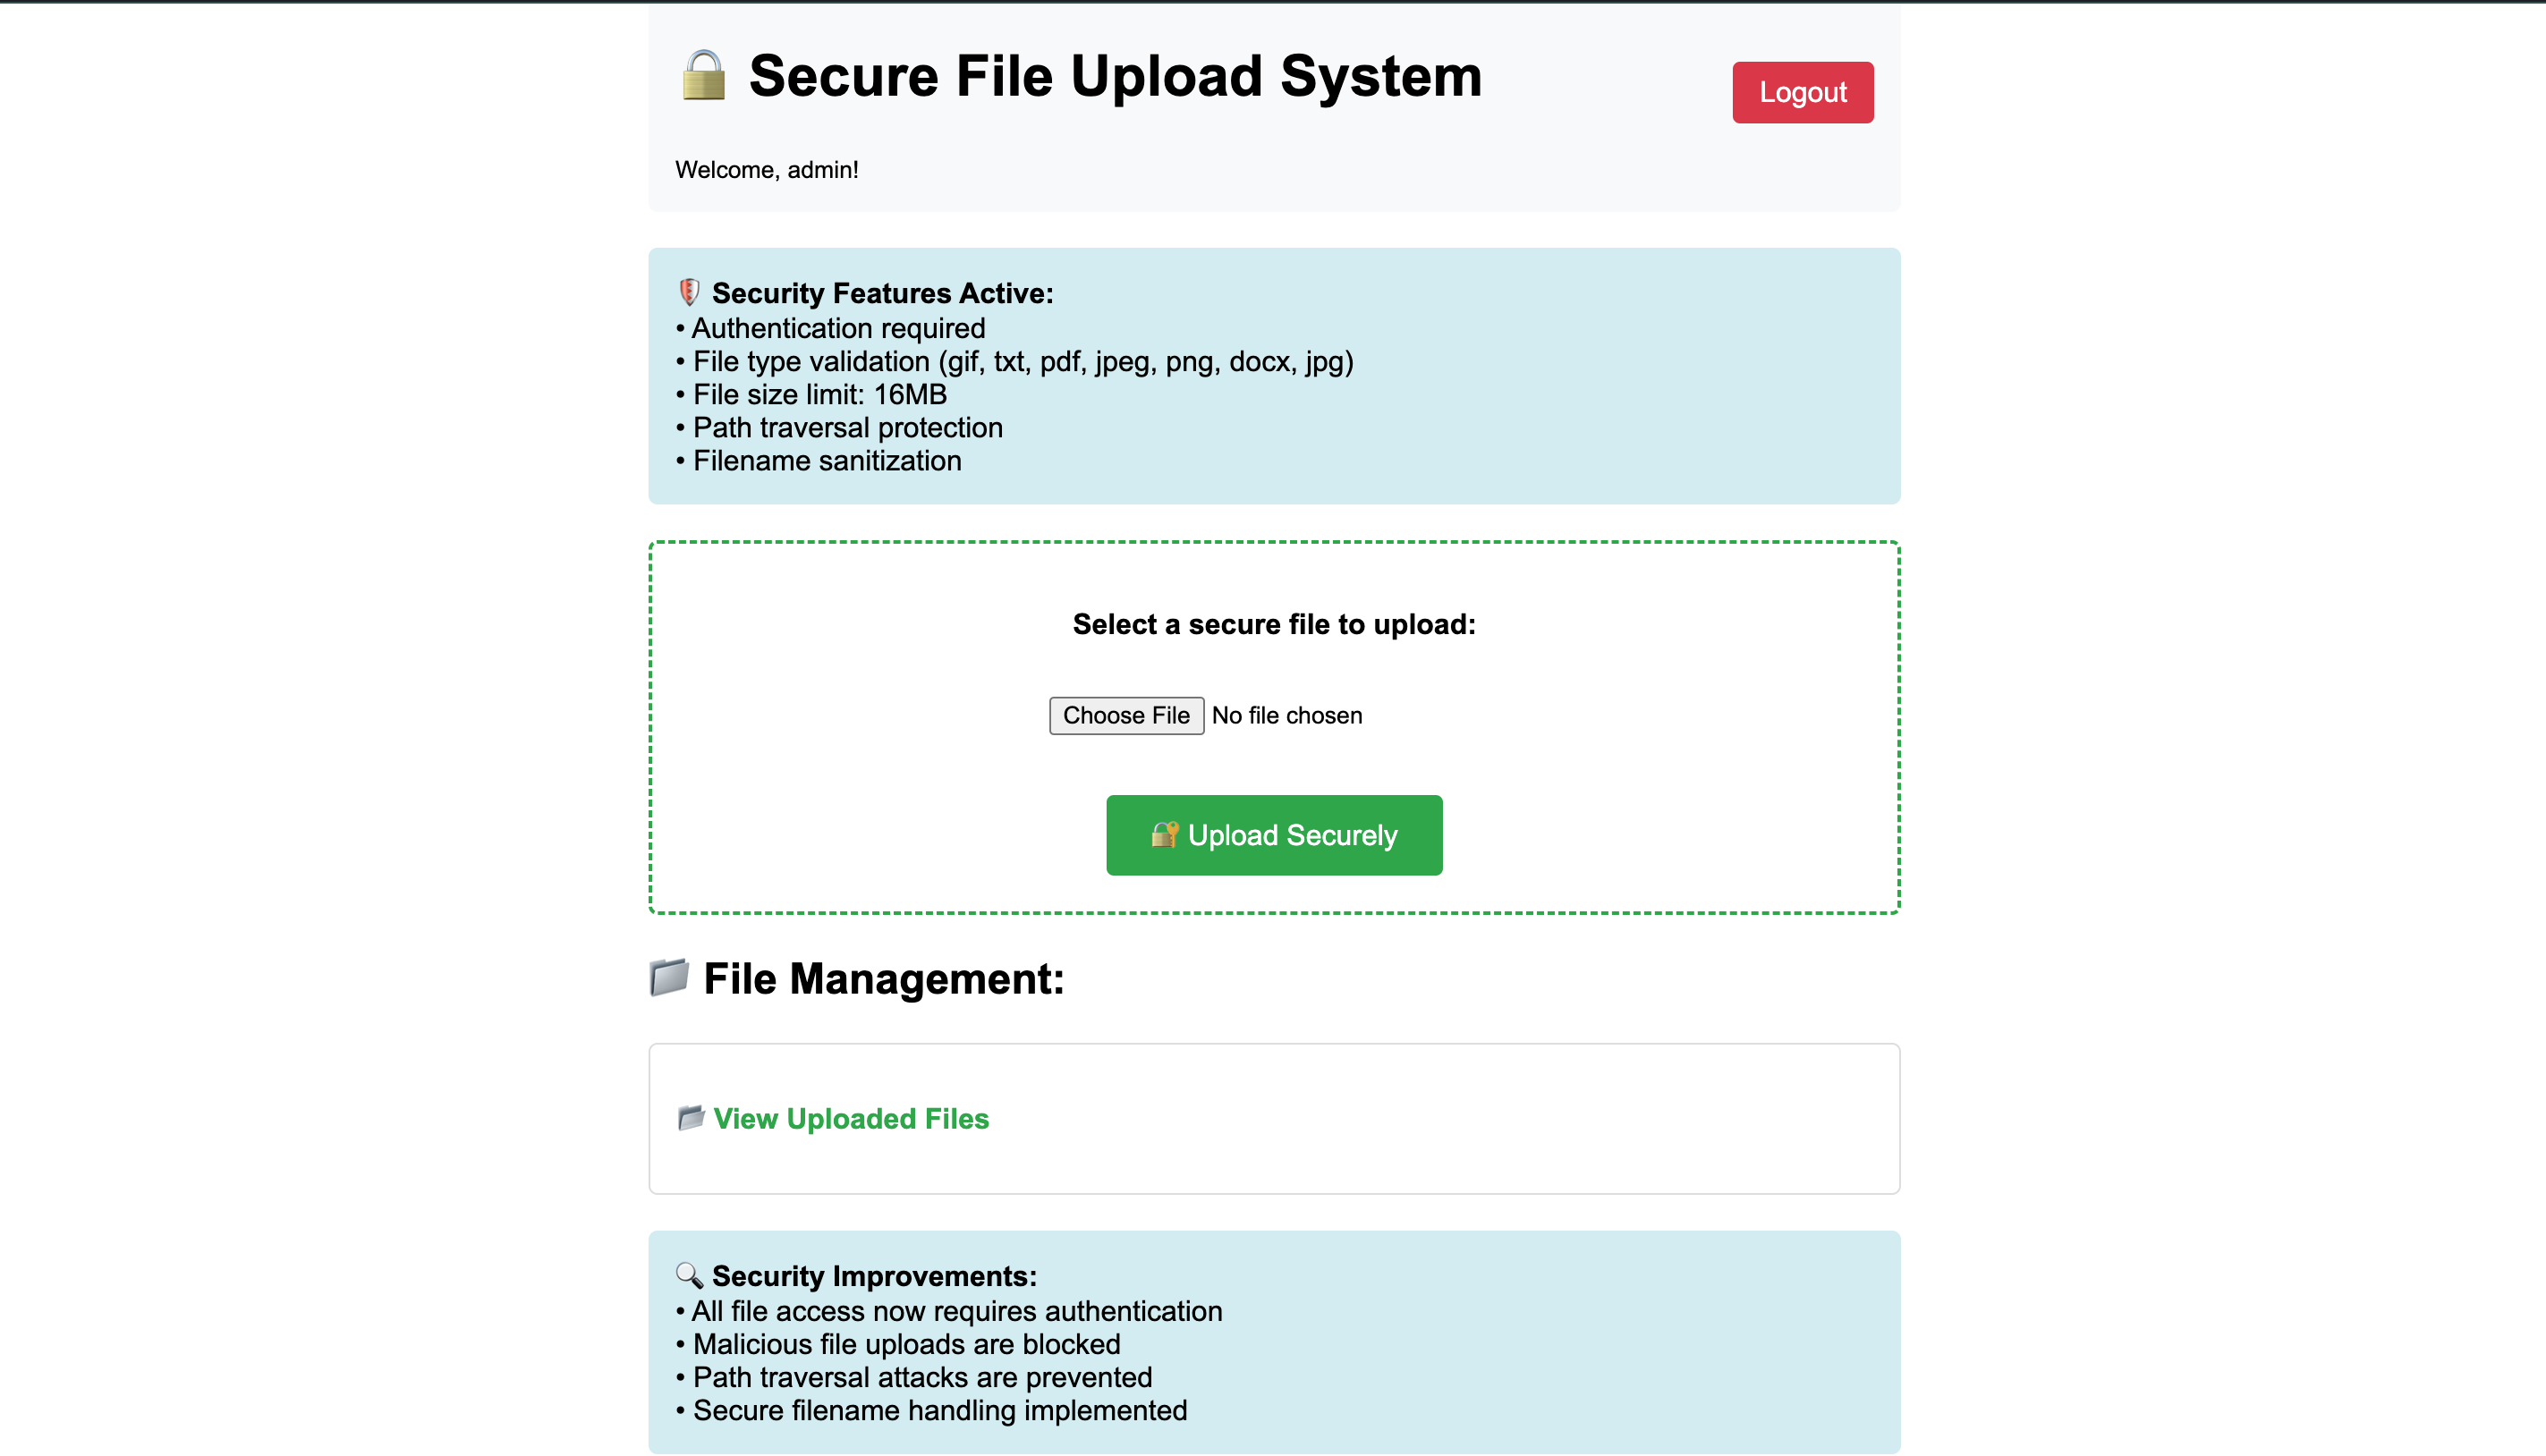 🔒 Secure File Upload System
Logout
Welcome, admin!
🛡️ Security Features Active:
• Authentication required
• File type validation (gif, txt, pdf, jpeg, png, docx, jpg)
• File size limit: 16MB
• Path traversal protection
• Filename sanitization
Select a secure file to upload:
Choose File No file chosen
🔐 Upload Securely
📁 File Management:
📂 View Uploaded Files
🔍 Security Improvements:
• All file access now requires authentication
• Malicious file uploads are blocked
• Path traversal attacks are prevented
• Secure filename handling implemented